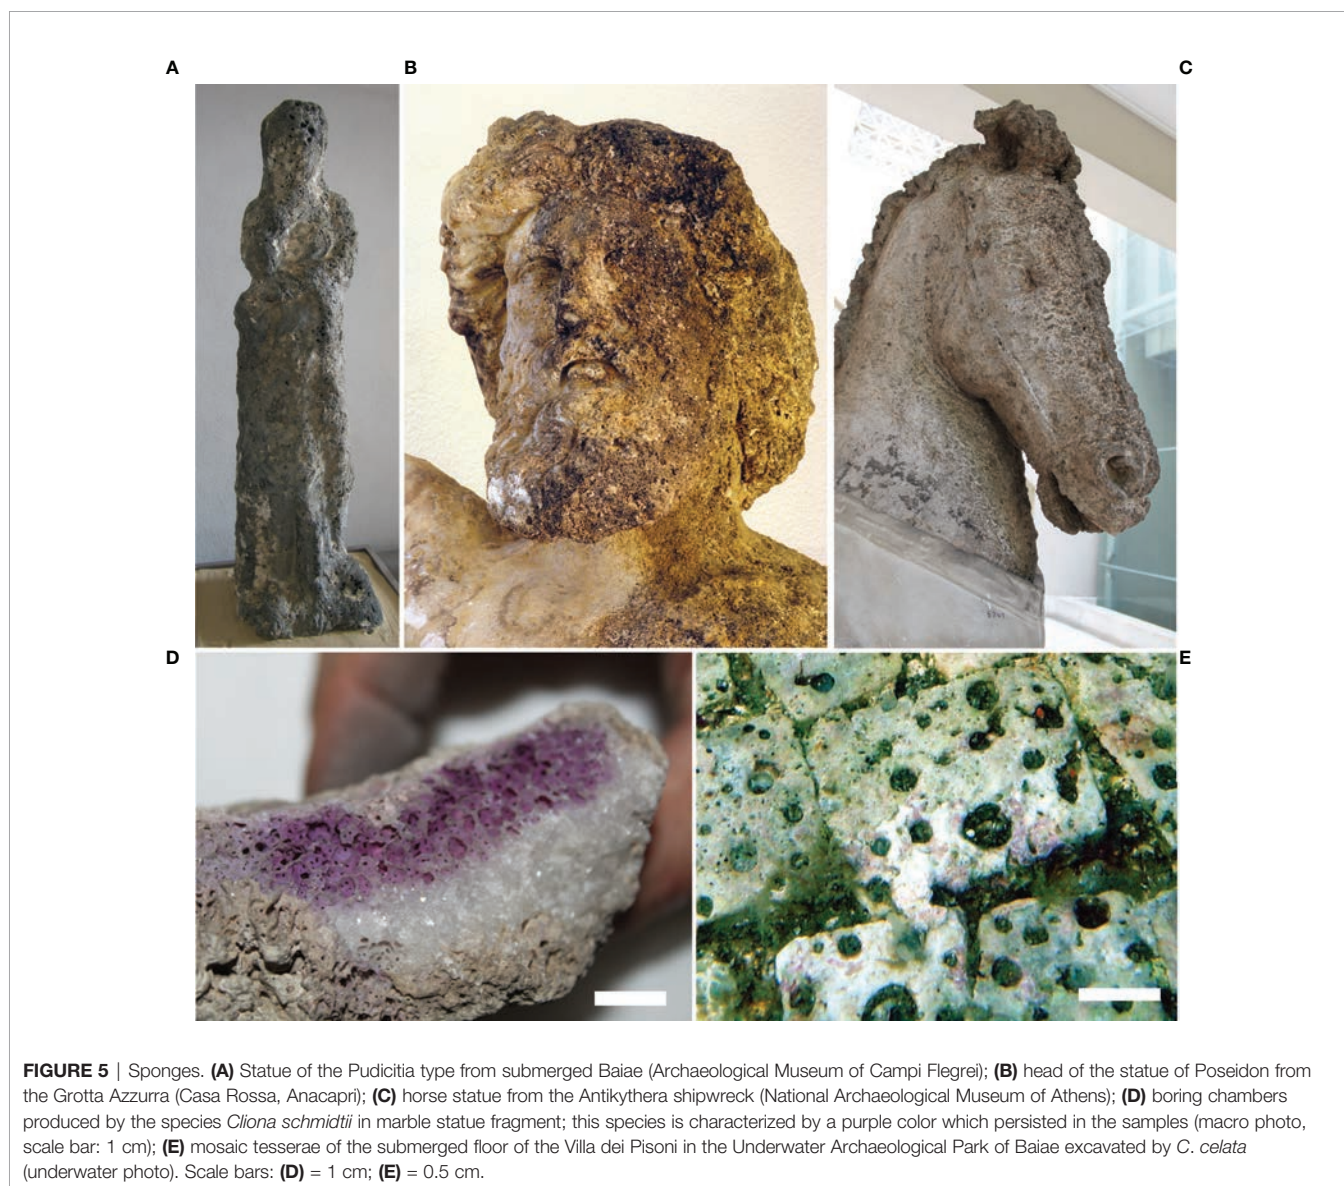 A
B
C
D
E
FIGURE 5 | Sponges. (A) Statue of the Pudicitia type from submerged Baiae (Archaeological Museum of Campi Flegrei); (B) head of the statue of Poseidon from
the Grotta Azzurra (Casa Rossa, Anacapri); (C) horse statue from the Antikythera shipwreck (National Archaeological Museum of Athens); (D) boring chambers
produced by the species Cliona schmidtii in marble statue fragment; this species is characterized by a purple color which persisted in the samples (macro photo,
scale bar: 1 cm); (E) mosaic tesserae of the submerged floor of the Villa dei Pisoni in the Underwater Archaeological Park of Baiae excavated by C. celata
(underwater photo). Scale bars: (D) = 1 cm; (E) = 0.5 cm.